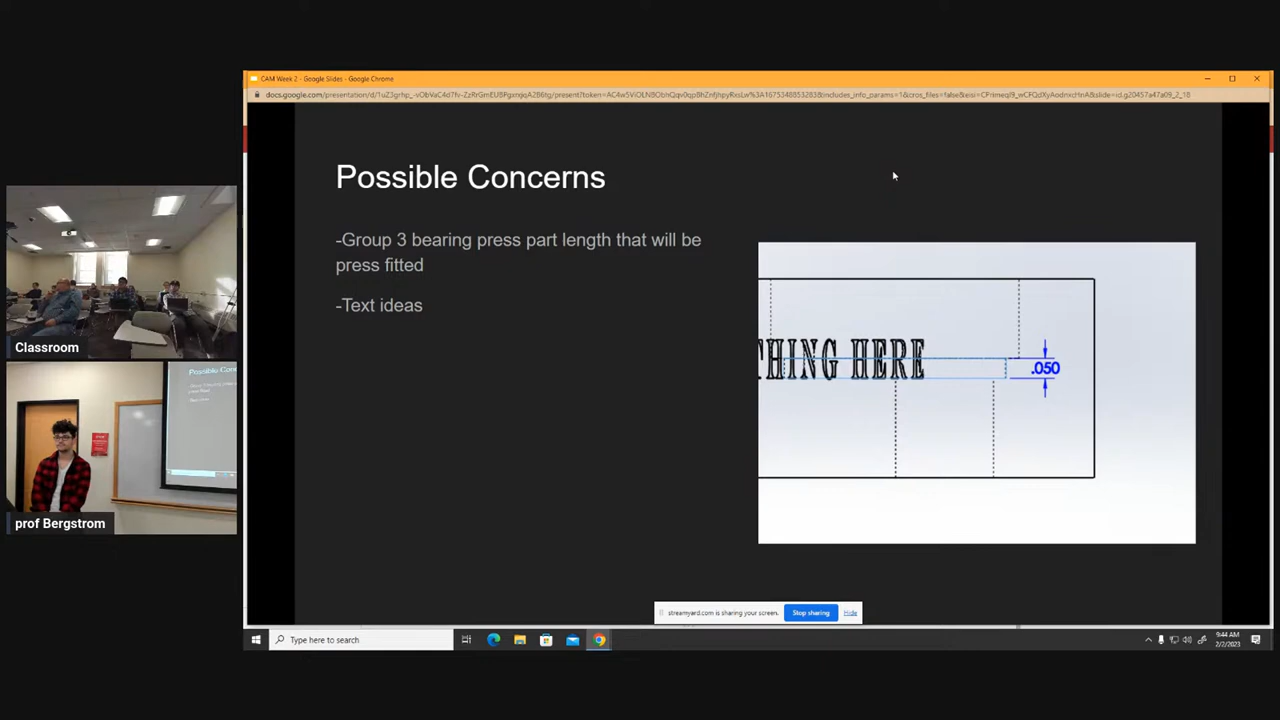 CAM Week 2 - Google Slides - Google Chrome
Possible Concerns
-Group 3 bearing press part length that will be
press fitted
-Text ideas
THING HERE
.050
Classroom
prof Bergstrom
streamyard.com is sharing your screen.
Stop sharing
Hide
Type here to search
9:44 AM
2/2/2023